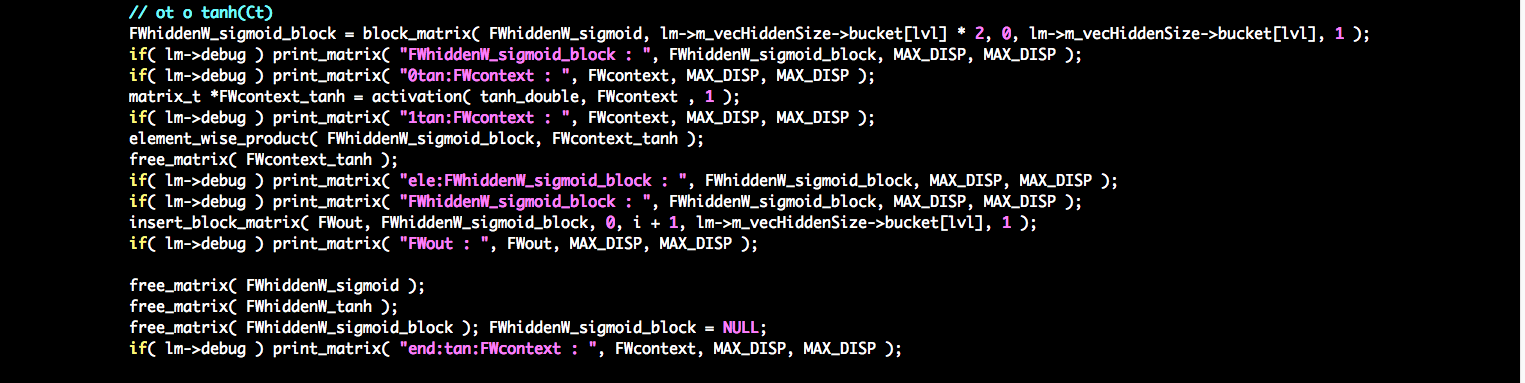 // ot o tanh(Ct)
FWhiddenW_sigmoid_block = block_matrix( FWhiddenW_sigmoid, lm->m_vecHiddenSize->bucket[lvl] * 2, 0, lm->m_vecHiddenSize->bucket[lvl], 1 );
if( lm->debug ) print_matrix( "FWhiddenW_sigmoid_block : ", FWhiddenW_sigmoid_block, MAX_DISP, MAX_DISP );
if( lm->debug ) print_matrix( "0tan:FWcontext : ", FWcontext, MAX_DISP, MAX_DISP );
matrix_t *FWcontext_tanh = activation( tanh_double, FWcontext , 1 );
if( lm->debug ) print_matrix( "1tan:FWcontext : ", FWcontext, MAX_DISP, MAX_DISP );
element_wise_product( FWhiddenW_sigmoid_block, FWcontext_tanh );
free_matrix( FWcontext_tanh );
if( lm->debug ) print_matrix( "ele:FWhiddenW_sigmoid_block : ", FWhiddenW_sigmoid_block, MAX_DISP, MAX_DISP );
if( lm->debug ) print_matrix( "FWhiddenW_sigmoid_block : ", FWhiddenW_sigmoid_block, MAX_DISP, MAX_DISP );
insert_block_matrix( FWout, FWhiddenW_sigmoid_block, 0, i + 1, lm->m_vecHiddenSize->bucket[lvl], 1 );
if( lm->debug ) print_matrix( "FWout : ", FWout, MAX_DISP, MAX_DISP );
free_matrix( FWhiddenW_sigmoid );
free_matrix( FWhiddenW_tanh );
free_matrix( FWhiddenW_sigmoid_block ); FWhiddenW_sigmoid_block = NULL;
if( lm->debug ) print_matrix( "end:tan:FWcontext : ", FWcontext, MAX_DISP, MAX_DISP );